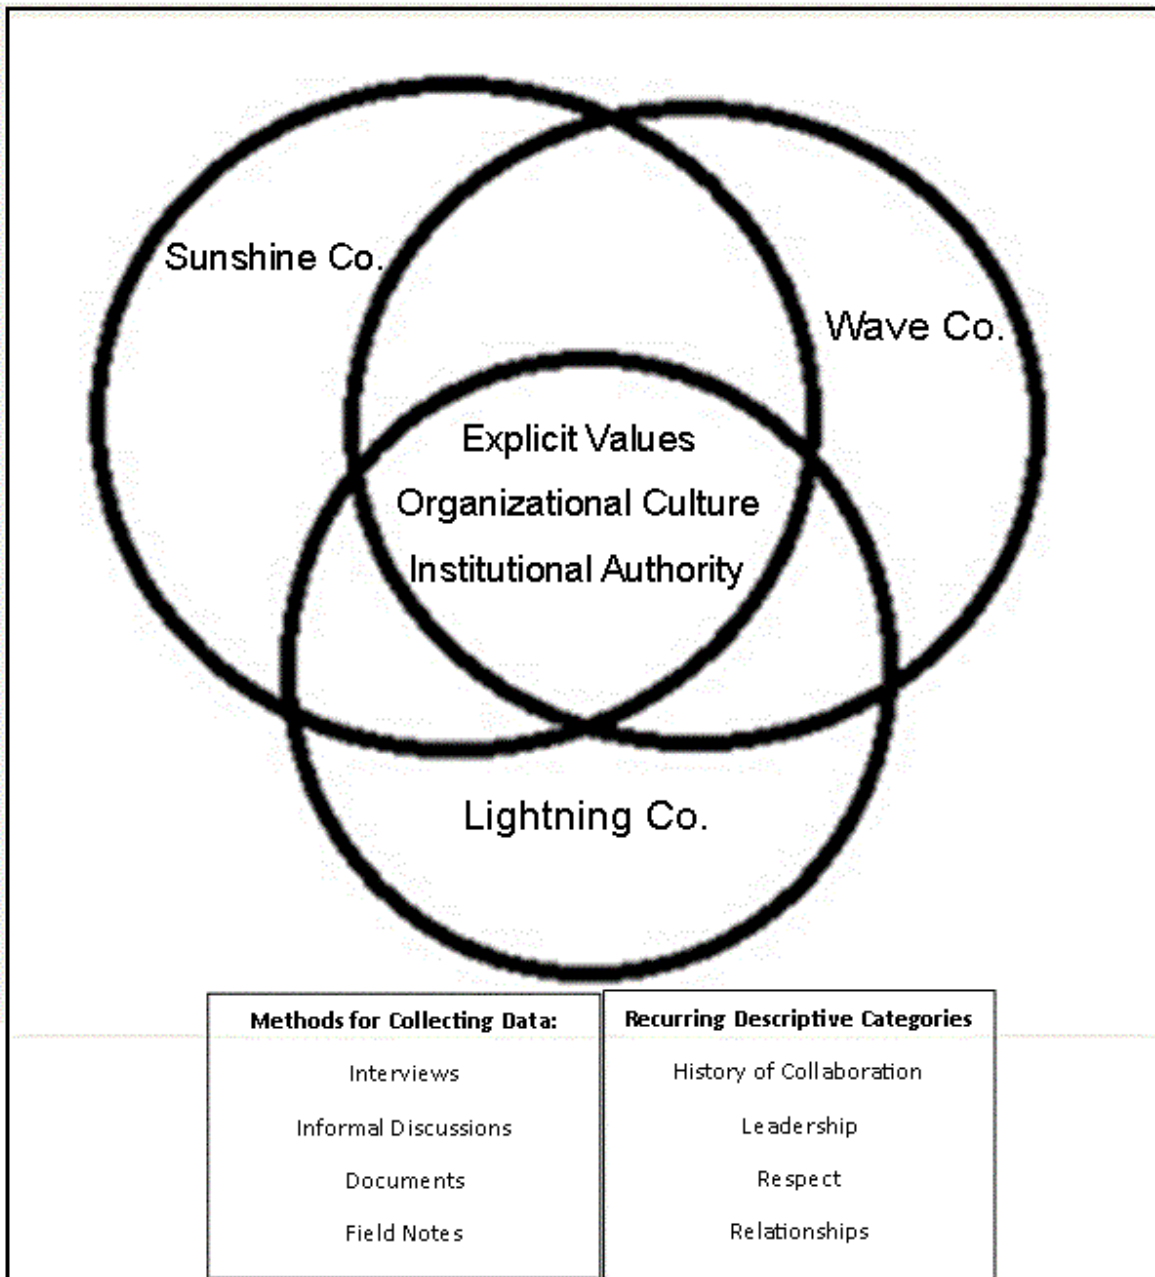 Sunshine Co.
Wave Co.
Explicit Values
Organizational Culture
Institutional Authority
Lightning Co.
Methods for Collecting Data:
Interviews
Informal Discussions
Documents
Field Notes
Recurring Descriptive Categories
History of Collaboration
Leadership
Respect
Relationships